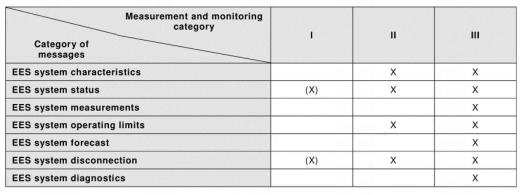 Measurement and monitoring
category
Category of
messages
I II III
EES system characteristics X X
EES system status (X) X X
EES system measurements X
EES system operating limits X X
EES system forecast X
EES system disconnection (X) X X
EES system diagnostics X